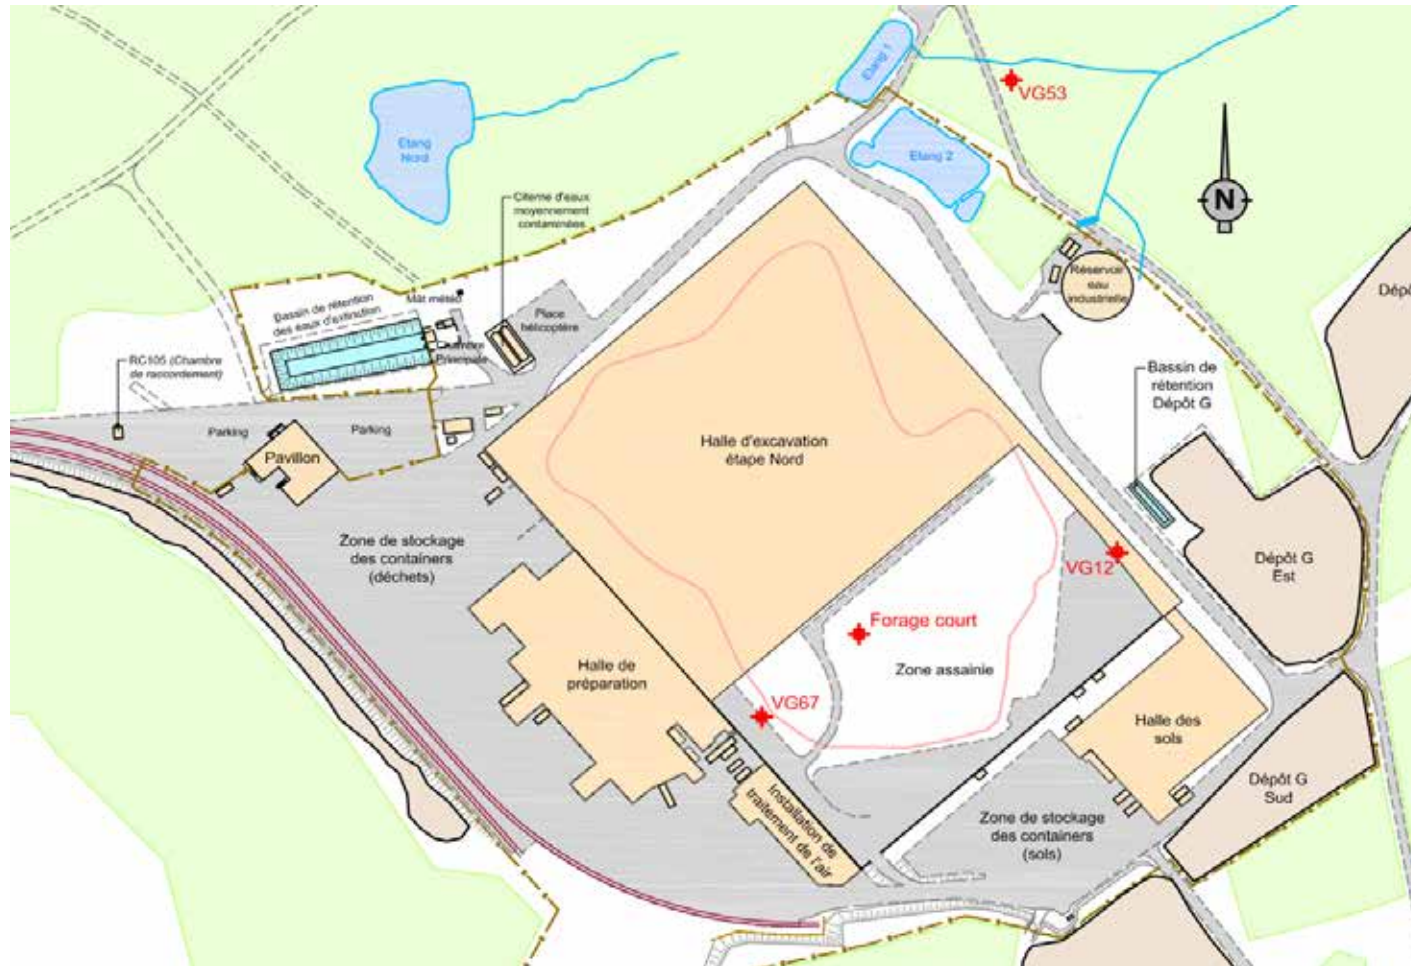 Etang 1
VG53
Etang
Nord
Etang 2
N
Citerne d'eaux
moyennement
contaminées
Réservoir
eau
industrielle
Dépôt
Mât météo
Bassin de rétention
des eaux d'extinction
Place
hélicoptère
Principale
RC105 (Chambre
de raccordement)
Bassin de
rétention
Dépôt G
Parking
Parking
Pavillon
Halle d'excavation
étape Nord
Zone de stockage
des containers
(déchets)
VG12
Dépôt G
Est
Forage court
Halle de
préparation
Zone assainie
VG67
Halle des
sols
Dépôt G
Sud
Installation de
traitement de l'air
Zone de stockage
des containers
(sols)